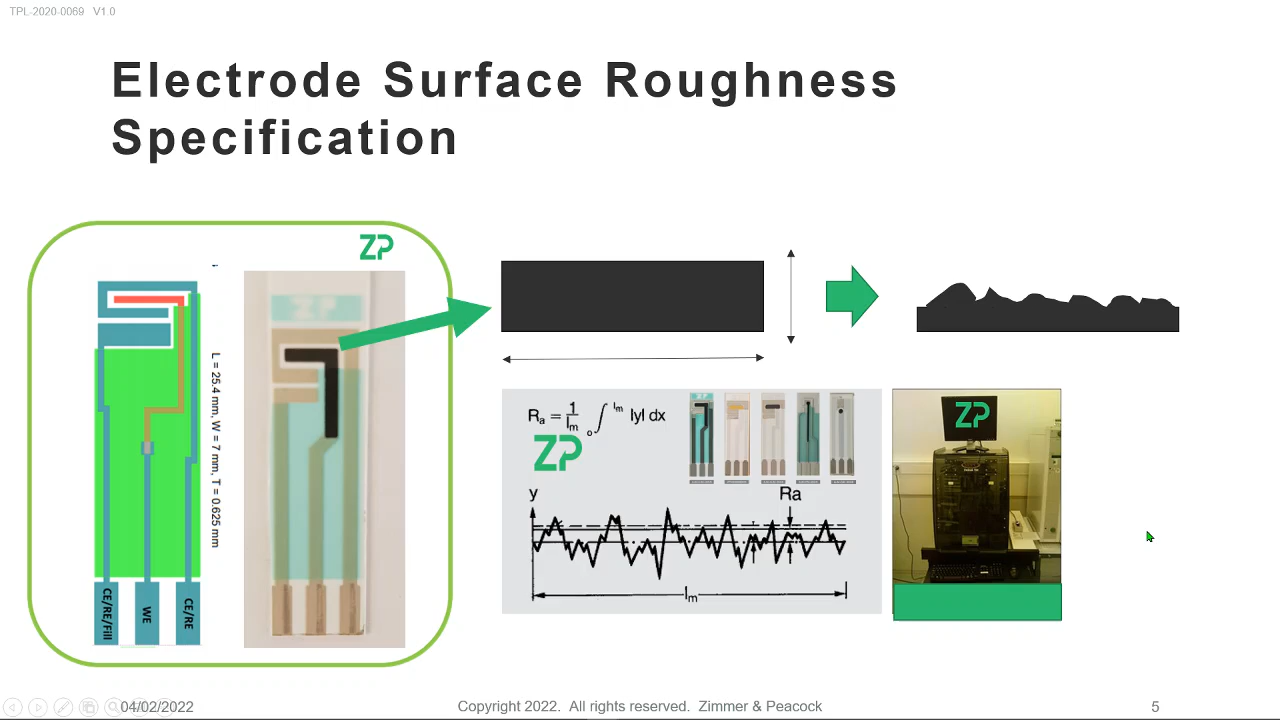 TPL-2020-0069 V1.0
Electrode Surface Roughness
Specification
ZP
L = 25.4 mm, W = 7 mm, T = 0.625 mm
CE/RE/Fill
WE
CE/RE
ZP
Ra = 1/lm ∫ o lm |y| dx
ZP
y
Ra
lm
ZP
04/02/2022
Copyright 2022. All rights reserved. Zimmer & Peacock
5